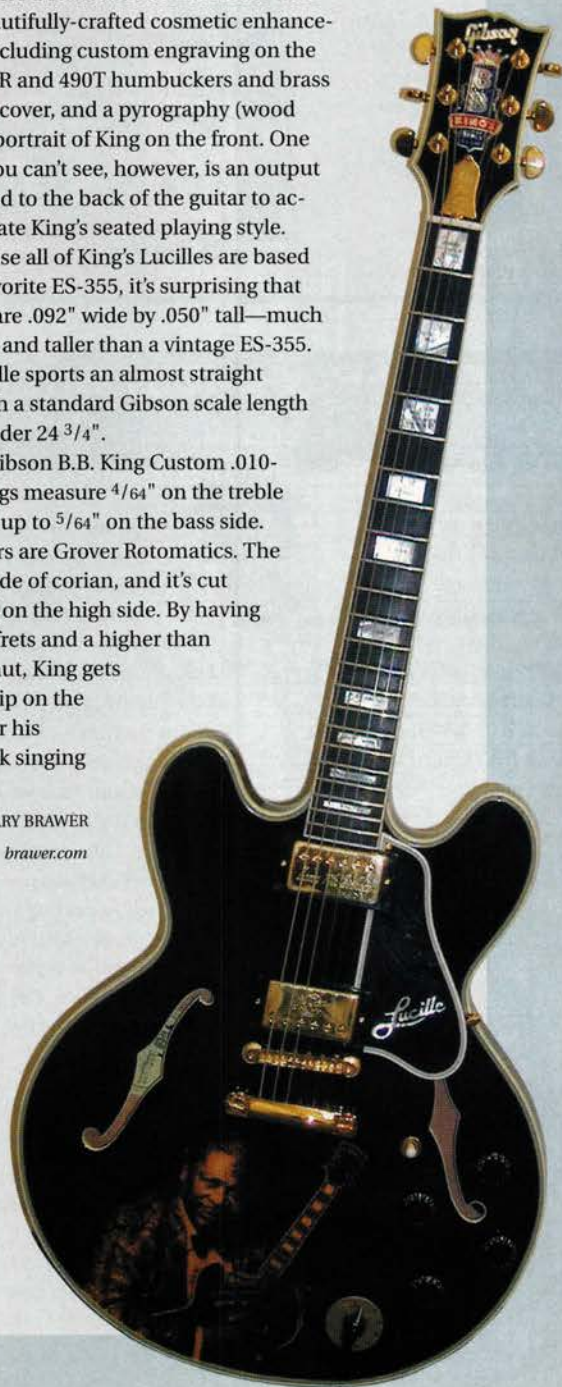 autifully-crafted cosmetic enhance-
cluding custom engraving on the
R and 490T humbuckers and brass
cover, and a pyrography (wood
portrait of King on the front. One
ou can't see, however, is an output
d to the back of the guitar to ac-
ate King's seated playing style.
se all of King's Lucilles are based
vorite ES-355, it's surprising that
are .092" wide by .050" tall—much
and taller than a vintage ES-355.
lle sports an almost straight
h a standard Gibson scale length
der 24 3/4".
ibson B.B. King Custom .010-
gs measure 4/64" on the treble
up to 5/64" on the bass side.
rs are Grover Rotomatics. The
de of corian, and it's cut
on the high side. By having
frets and a higher than
ut, King gets
ip on the
r his
k singing
RY BRAWER
brawer.com
Gibson
KING
Lucille